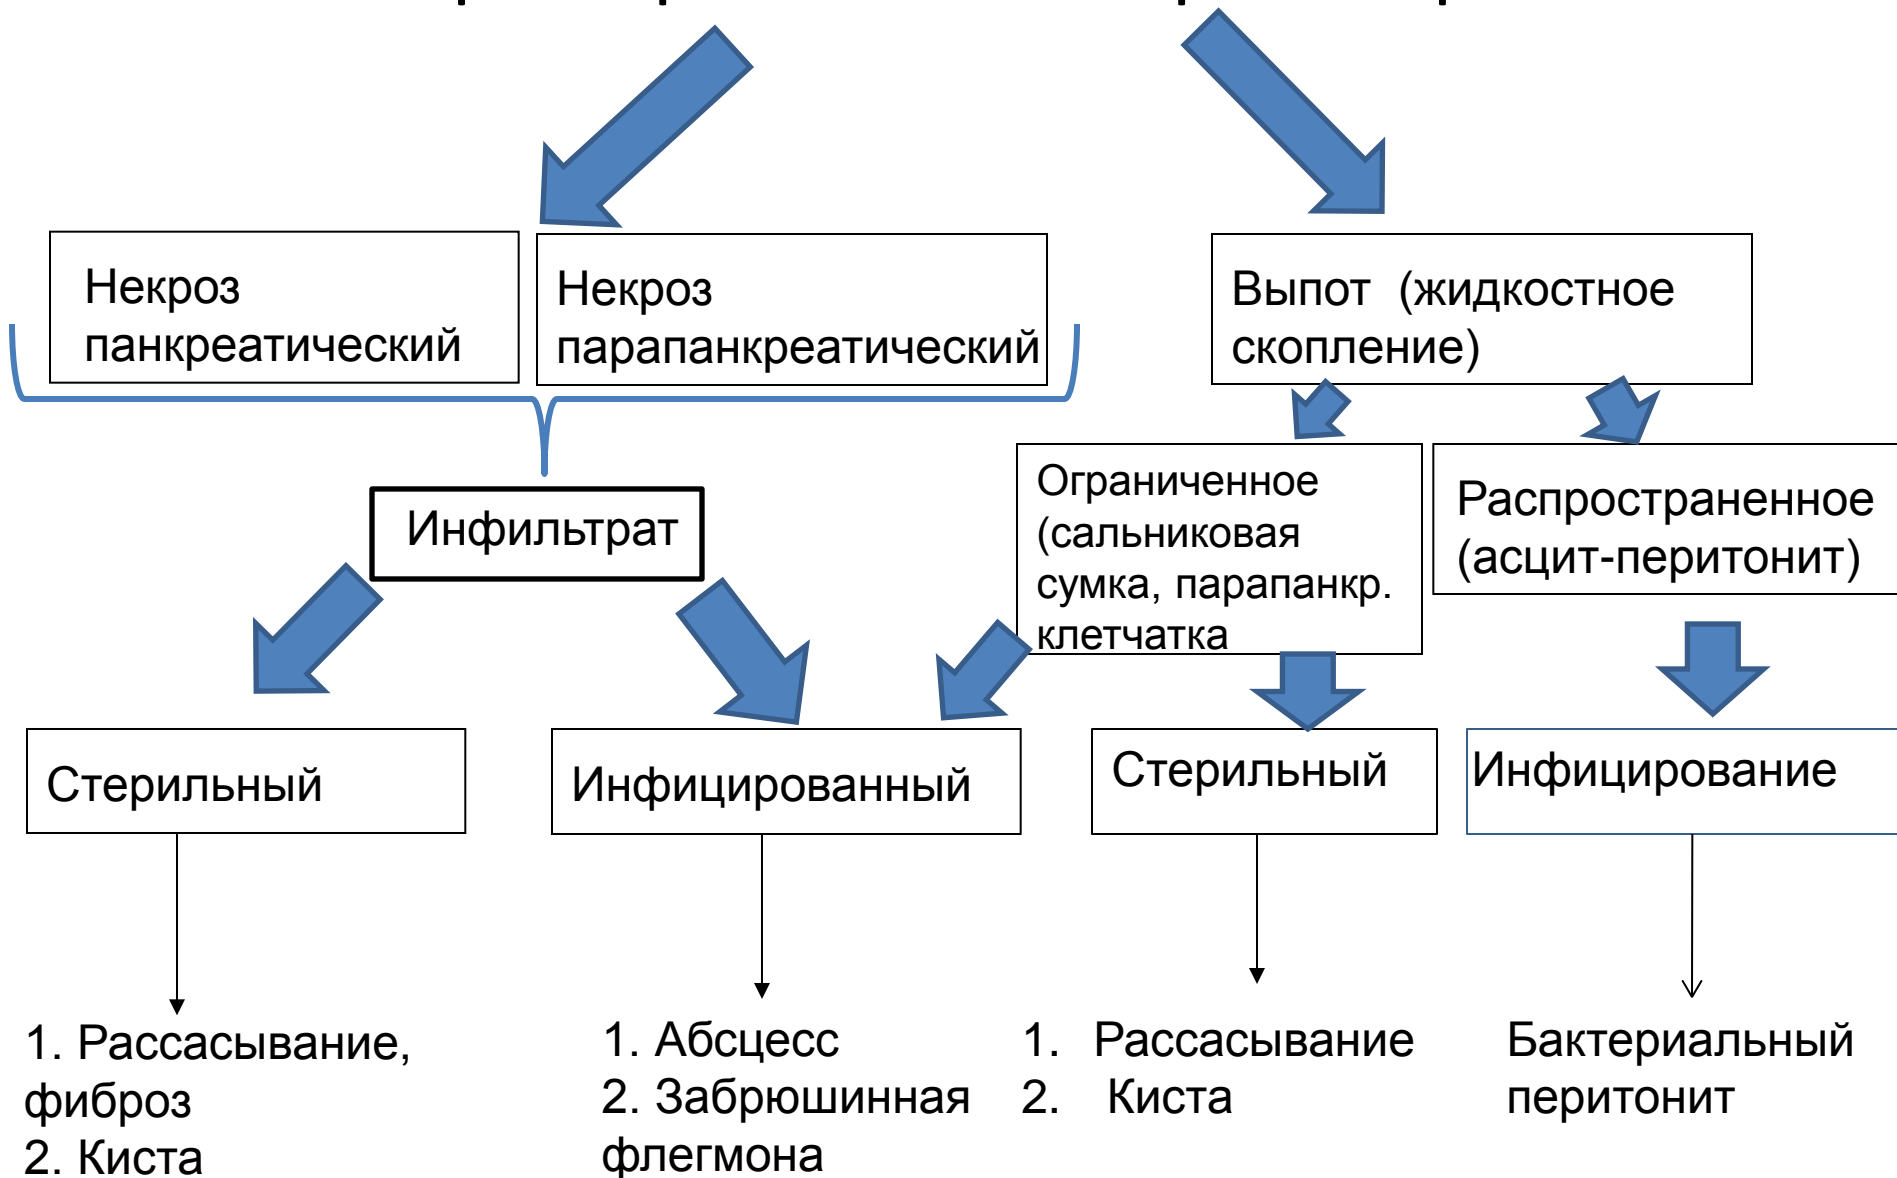 Некроз
панкреатический
Некроз
парапанкреатический
Выпот (жидкостное
скопление)
Инфильтрат
Ограниченное
(сальниковая
сумка, парапанкр.
клетчатка
Распространенное
(асцит-перитонит)
Стерильный
Инфицированный
Стерильный
Инфицирование
1. Рассасывание,
фиброз
2. Киста
1. Абсцесс
2. Забрюшинная
флегмона
1. Рассасывание
2. Киста
Бактериальный
перитонит